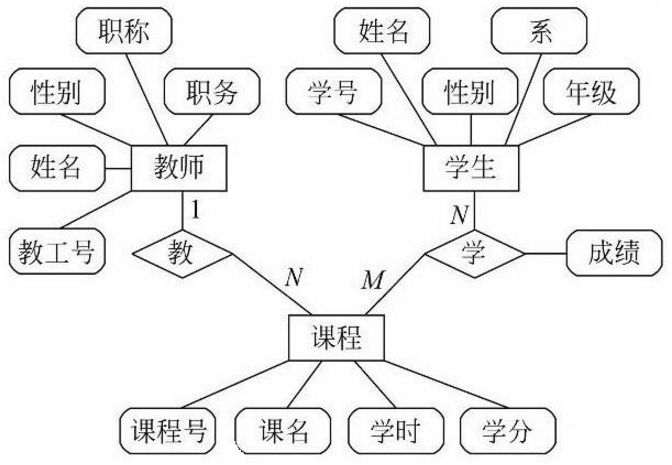 职称
姓名
系
性别
职务
学号
性别
年级
姓名
教师
学生
教工号
1
N
教
学
成绩
N
M
课程
课程号
课名
学时
学分